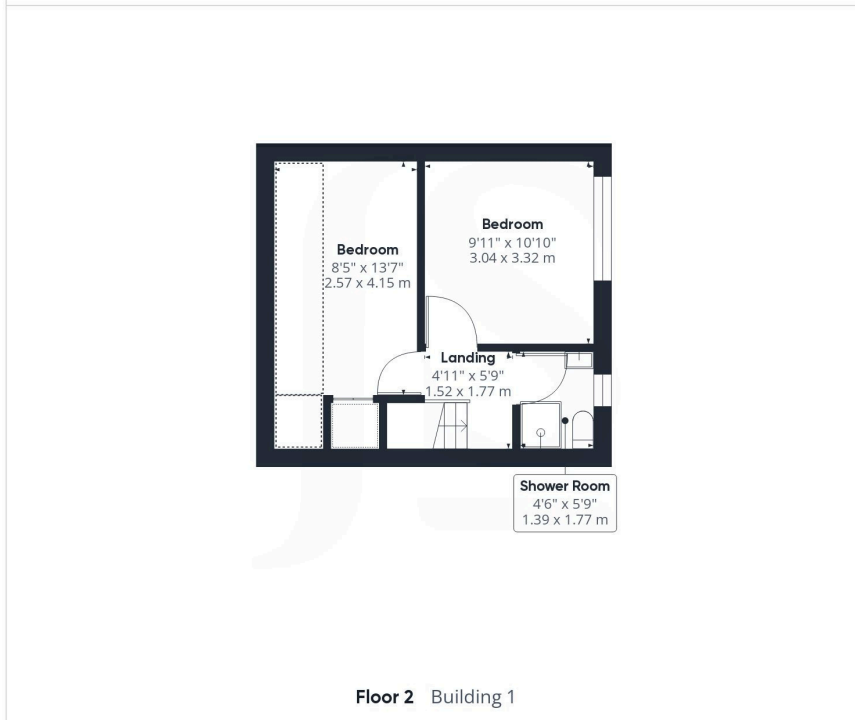 Bedroom
9'11" x 10'10"
3.04 x 3.32 m
Bedroom
8'5" x 13'7"
2.57 x 4.15 m
Landing
4'11" x 5'9"
1.52 x 1.77 m
Shower Room
4'6" x 5'9"
1.39 x 1.77 m
Floor 2 Building 1